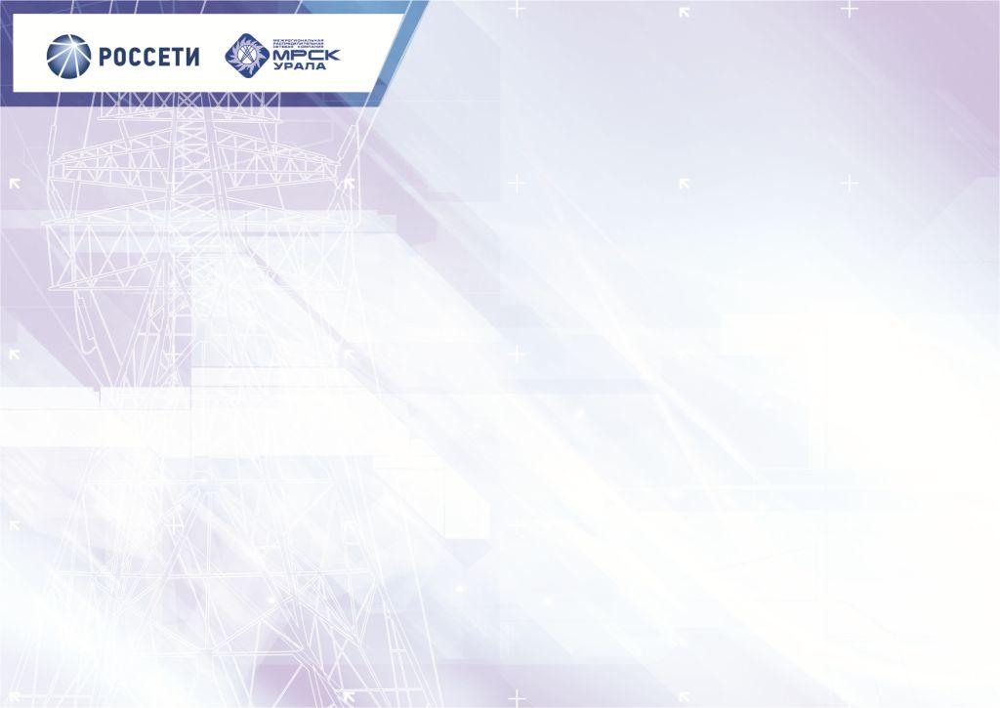 РОССЕТИ
МЕЖРЕГИОНАЛЬНАЯ
РАСПРЕДЕЛИТЕЛЬНАЯ
СЕТЕВАЯ КОМПАНИЯ
МРСК
УРАЛА